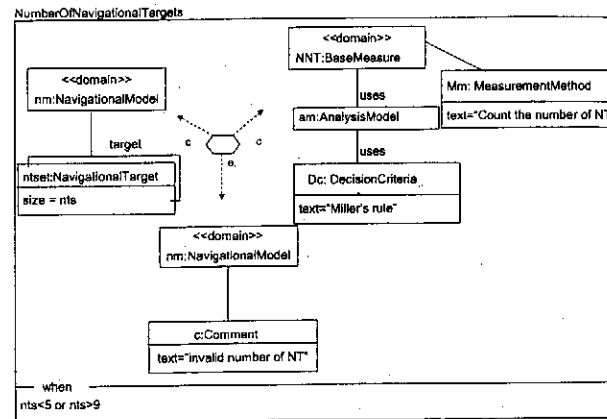 NumberOfNavigationalTargets
<<domain>>
NNT:BaseMeasure
<<domain>>
nm:NavigationalModel
Mm: MeasurementMethod
text="Count the number of NT
uses
am:AnalysisModel
target
c
c
e
uses
ntset:NavigationalTarget
size = nts
Dc: DecisionCriteria
text="Miller's rule"
<<domain>>
nm:NavigationalModel
c:Comment
text="invalid number of NT"
when
nts<5 or nts>9